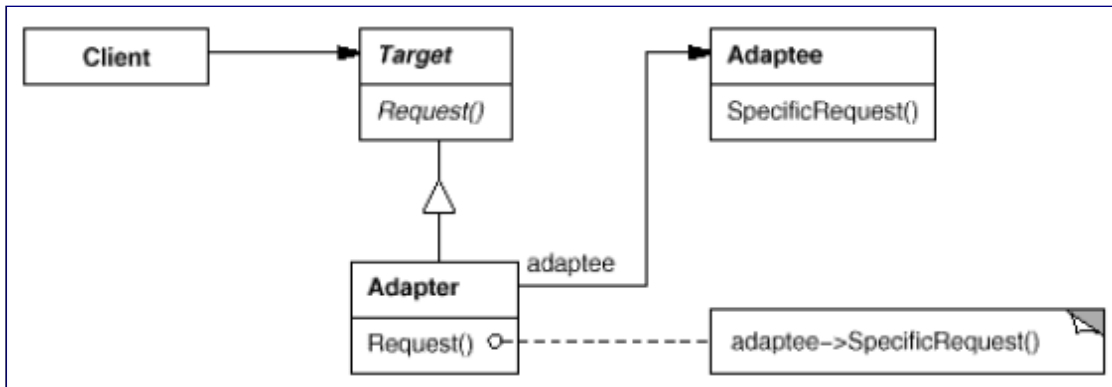 Client
Target
Request()
Adaptee
SpecificRequest()
adaptee
Adapter
Request()
adaptee->SpecificRequest()